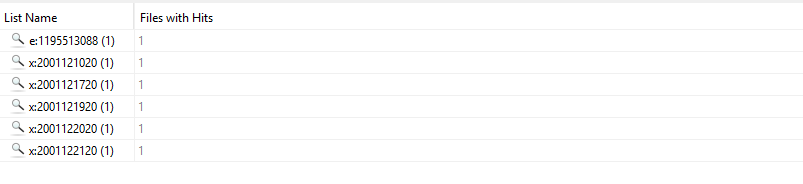 List Name Files with Hits
e:1195513088 (1) 1
x:2001121020 (1) 1
x:2001121720 (1) 1
x:2001121920 (1) 1
x:2001122020 (1) 1
x:2001122120 (1) 1